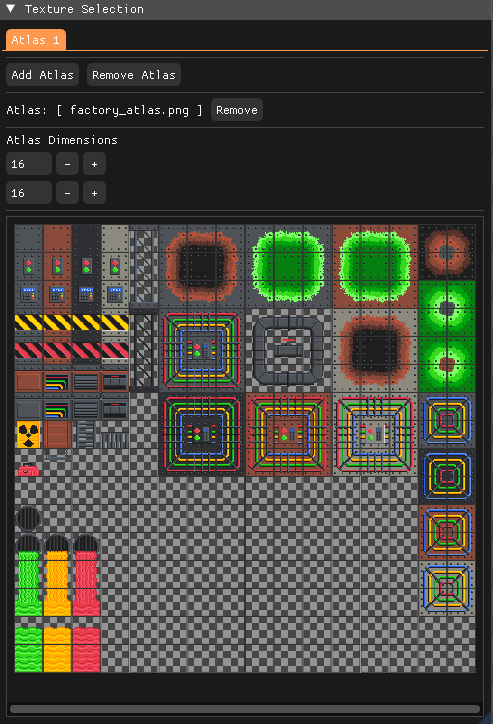 Texture Selection
Atlas 1
Add Atlas Remove Atlas
Atlas: [ factory_atlas.png ] Remove
Atlas Dimensions
16 - +
16 - +